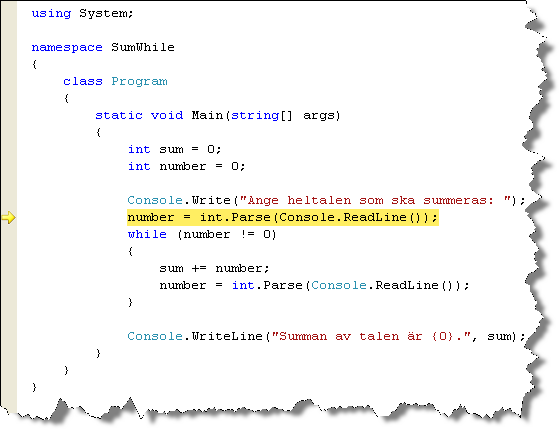 using System;
namespace SumWhile
{
class Program
{
static void Main(string[] args)
{
int sum = 0;
int number = 0;
Console.Write("Ange heltalen som ska summeras: ");
number = int.Parse(Console.ReadLine());
while (number != 0)
{
sum += number;
number = int.Parse(Console.ReadLine());
}
Console.WriteLine("Summan av talen är {0}.", sum);
}
}
}